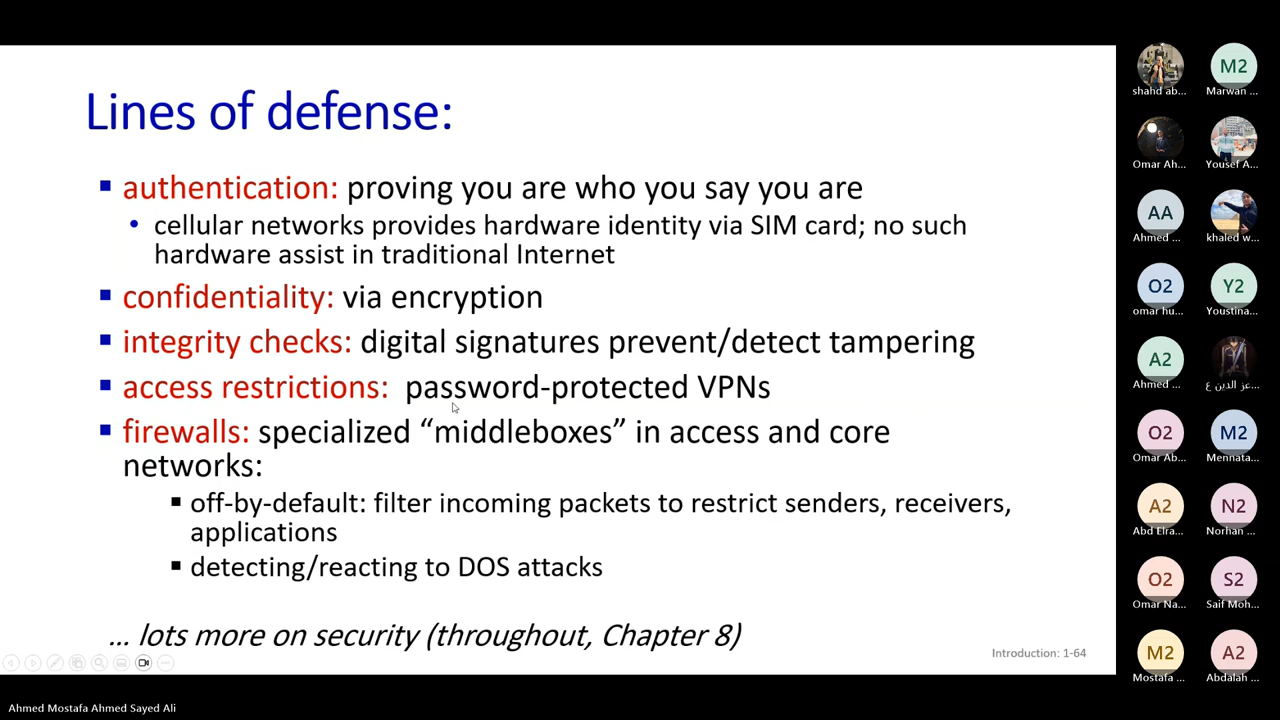 Lines of defense:
authentication: proving you are who you say you are
cellular networks provides hardware identity via SIM card; no such
hardware assist in traditional Internet
confidentiality: via encryption
integrity checks: digital signatures prevent/detect tampering
access restrictions: password-protected VPNs
firewalls: specialized “middleboxes” in access and core
networks:
off-by-default: filter incoming packets to restrict senders, receivers,
applications
detecting/reacting to DOS attacks
… lots more on security (throughout, Chapter 8)
Introduction: 1-64
shahd ab...
M2
Marwan ...
Omar Ah...
Yousef A...
AA
Ahmed ...
khaled w...
O2
omar hu...
Y2
Youstina...
A2
Ahmed ...
عز الدين ع
O2
Omar Ab...
M2
Mennata...
A2
Abd Elra...
N2
Norhan ...
O2
Omar Na...
S2
Saif Moh...
M2
Mostafa ...
A2
Abdalah ...
Ahmed Mostafa Ahmed Sayed Ali